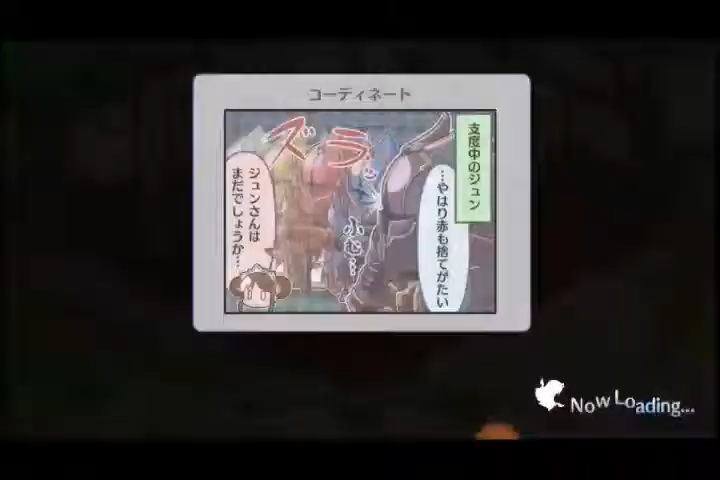 コーディネート
支度中のジュン
…やはり赤も捨てがたい
ズラッ
ふむ…
ジュンさんは
まだでしょうか…
Now Loading...